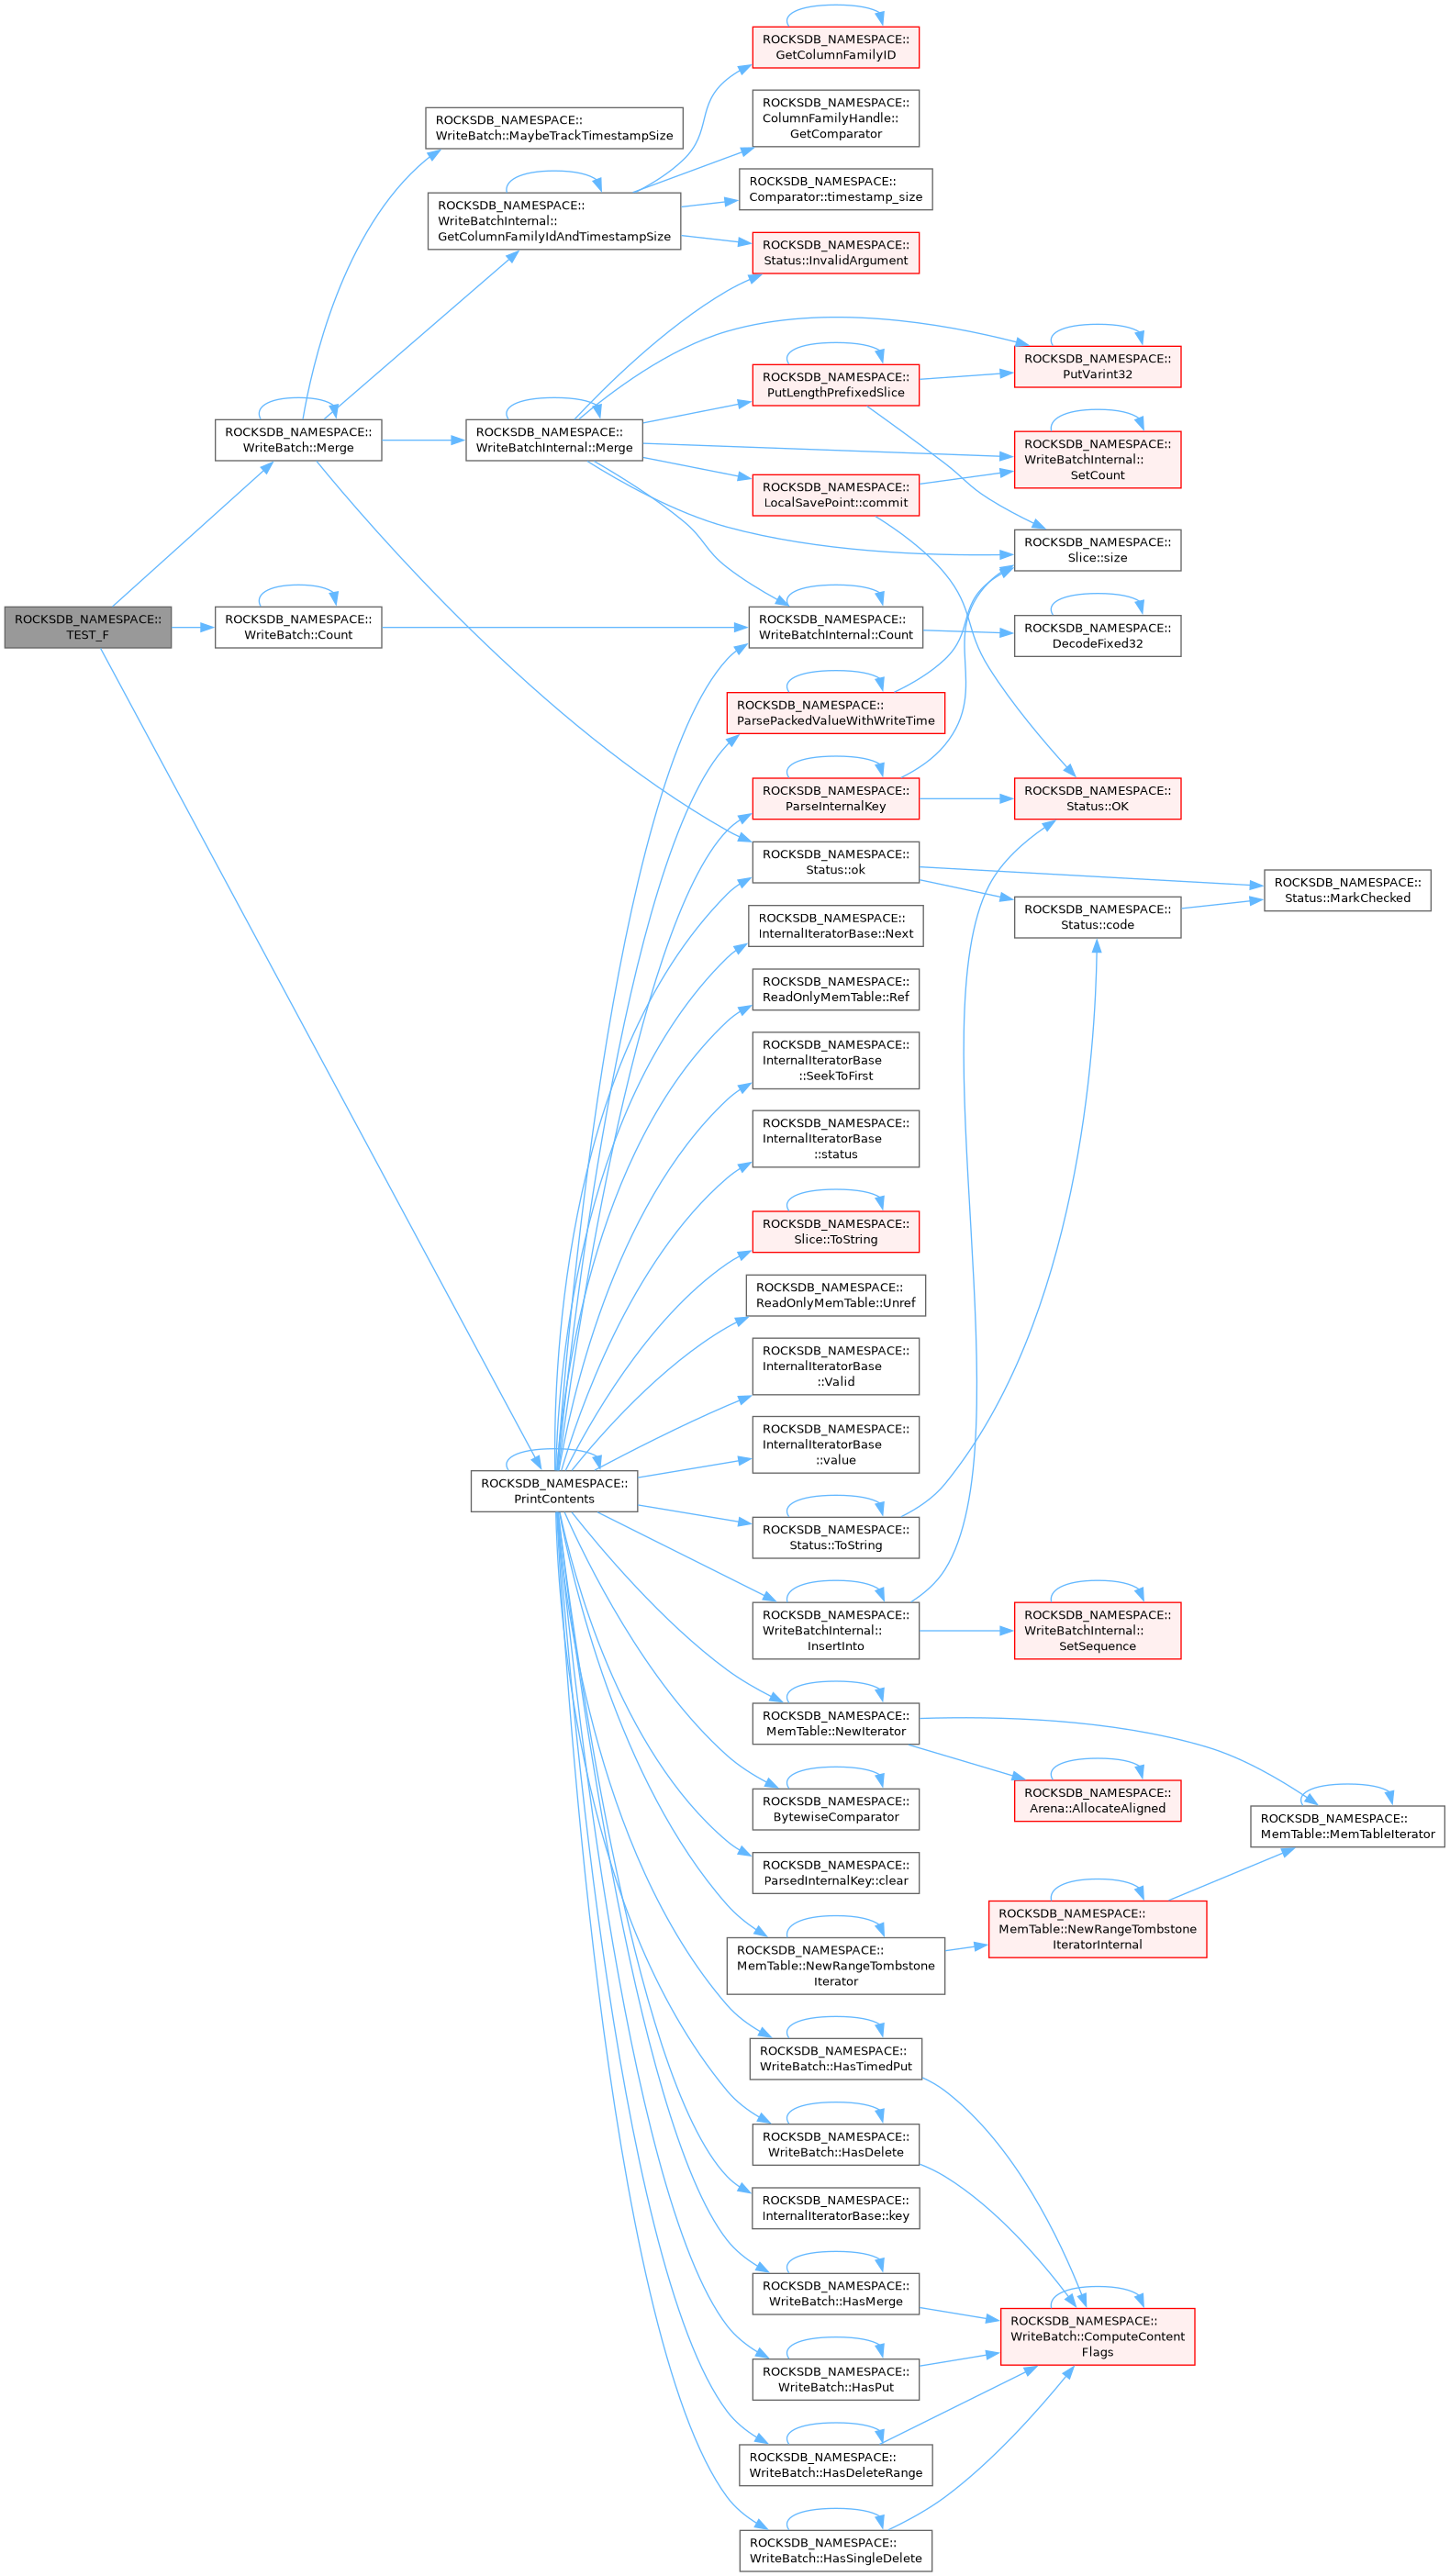 ROCKSDB_NAMESPACE::
GetColumnFamilyID
ROCKSDB_NAMESPACE::
ColumnFamilyHandle::
GetComparator
ROCKSDB_NAMESPACE::
WriteBatch::MaybeTrackTimestampSize
ROCKSDB_NAMESPACE::
Comparator::timestamp_size
ROCKSDB_NAMESPACE::
WriteBatchInternal::
GetColumnFamilyIdAndTimestampSize
ROCKSDB_NAMESPACE::
Status::InvalidArgument
ROCKSDB_NAMESPACE::
PutVarint32
ROCKSDB_NAMESPACE::
PutLengthPrefixedSlice
ROCKSDB_NAMESPACE::
WriteBatch::Merge
ROCKSDB_NAMESPACE::
WriteBatchInternal::Merge
ROCKSDB_NAMESPACE::
WriteBatchInternal::
SetCount
ROCKSDB_NAMESPACE::
LocalSavePoint::commit
ROCKSDB_NAMESPACE::
Slice::size
ROCKSDB_NAMESPACE::
TEST_F
ROCKSDB_NAMESPACE::
WriteBatch::Count
ROCKSDB_NAMESPACE::
WriteBatchInternal::Count
ROCKSDB_NAMESPACE::
DecodeFixed32
ROCKSDB_NAMESPACE::
ParsePackedValueWithWriteTime
ROCKSDB_NAMESPACE::
ParseInternalKey
ROCKSDB_NAMESPACE::
Status::OK
ROCKSDB_NAMESPACE::
Status::ok
ROCKSDB_NAMESPACE::
Status::MarkChecked
ROCKSDB_NAMESPACE::
Status::code
ROCKSDB_NAMESPACE::
InternalIteratorBase::Next
ROCKSDB_NAMESPACE::
ReadOnlyMemTable::Ref
ROCKSDB_NAMESPACE::
InternalIteratorBase
::SeekToFirst
ROCKSDB_NAMESPACE::
InternalIteratorBase
::status
ROCKSDB_NAMESPACE::
Slice::ToString
ROCKSDB_NAMESPACE::
ReadOnlyMemTable::Unref
ROCKSDB_NAMESPACE::
InternalIteratorBase
::Valid
ROCKSDB_NAMESPACE::
InternalIteratorBase
::value
ROCKSDB_NAMESPACE::
PrintContents
ROCKSDB_NAMESPACE::
Status::ToString
ROCKSDB_NAMESPACE::
WriteBatchInternal::
InsertInto
ROCKSDB_NAMESPACE::
WriteBatchInternal::
SetSequence
ROCKSDB_NAMESPACE::
MemTable::NewIterator
ROCKSDB_NAMESPACE::
Arena::AllocateAligned
ROCKSDB_NAMESPACE::
BytewiseComparator
ROCKSDB_NAMESPACE::
MemTable::MemTableIterator
ROCKSDB_NAMESPACE::
ParsedInternalKey::clear
ROCKSDB_NAMESPACE::
MemTable::NewRangeTombstone
IteratorInternal
ROCKSDB_NAMESPACE::
MemTable::NewRangeTombstone
Iterator
ROCKSDB_NAMESPACE::
WriteBatch::HasTimedPut
ROCKSDB_NAMESPACE::
WriteBatch::HasDelete
ROCKSDB_NAMESPACE::
InternalIteratorBase::key
ROCKSDB_NAMESPACE::
WriteBatch::HasMerge
ROCKSDB_NAMESPACE::
WriteBatch::ComputeContent
Flags
ROCKSDB_NAMESPACE::
WriteBatch::HasPut
ROCKSDB_NAMESPACE::
WriteBatch::HasDeleteRange
ROCKSDB_NAMESPACE::
WriteBatch::HasSingleDelete